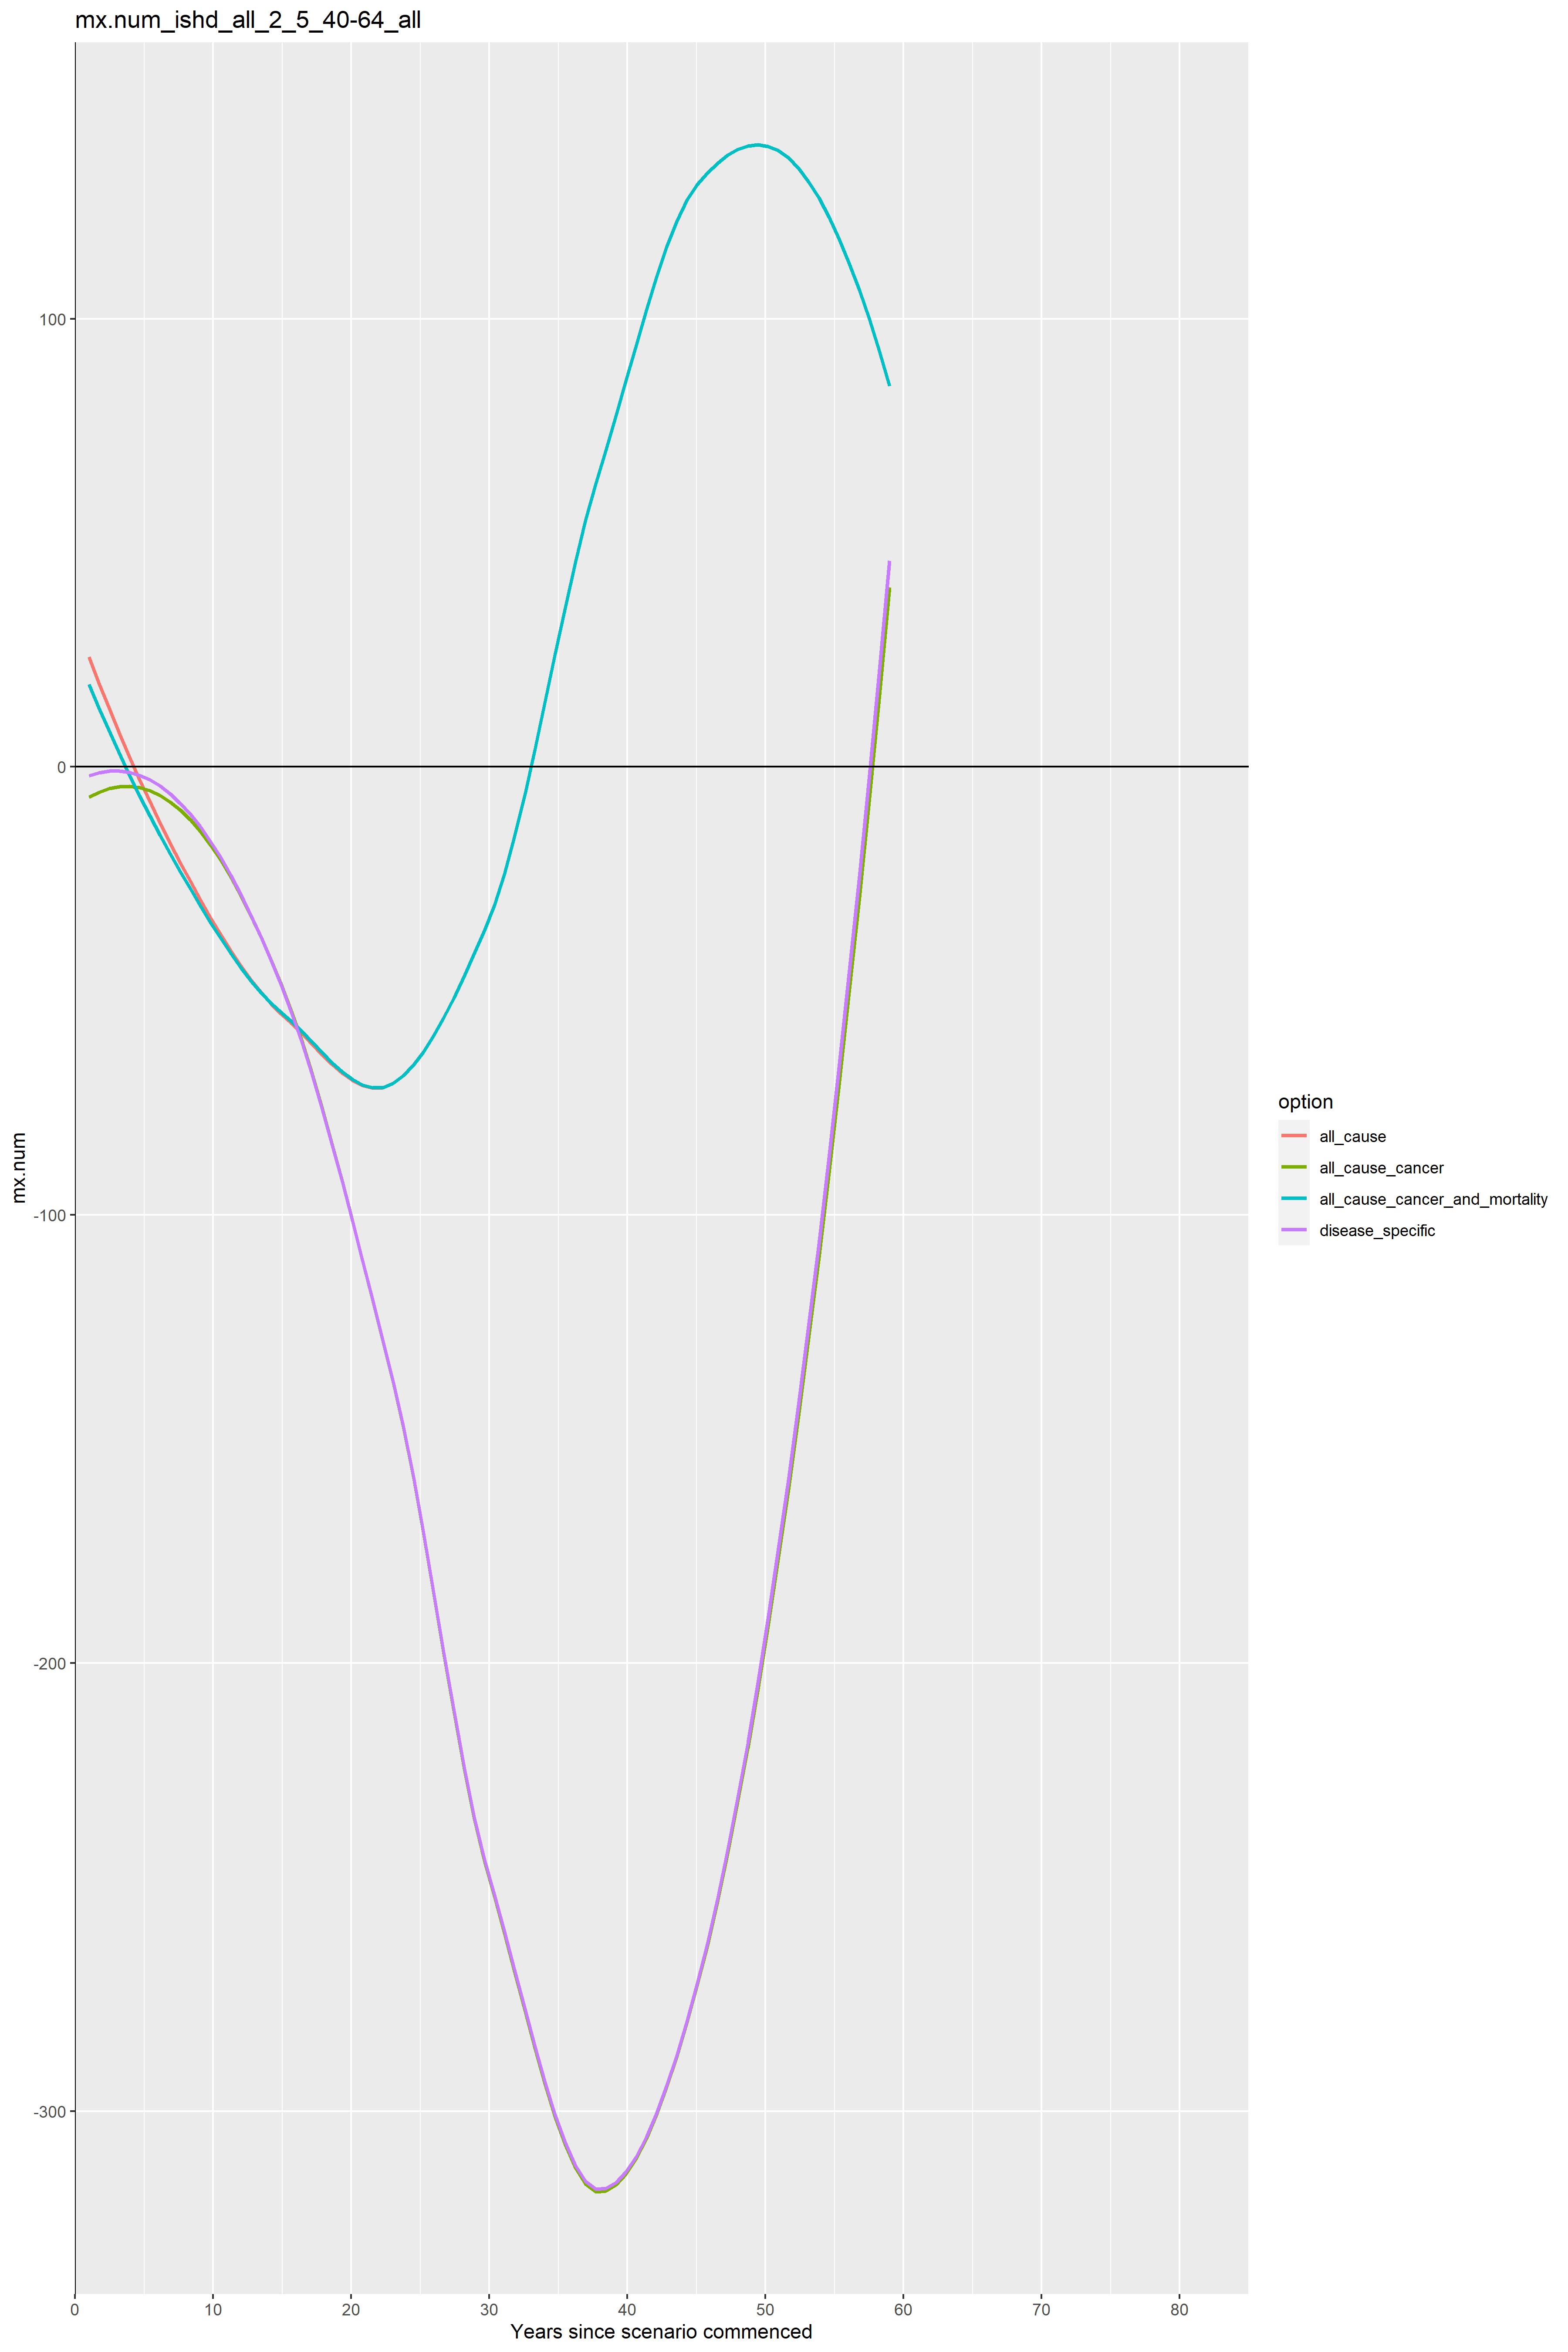 mx.num_ishd_all_2_5_40-64_all
100
0
-100
-200
-300
mx.num
0 10 20 30 40 50 60 70 80
Years since scenario commenced
option
all_cause
all_cause_cancer
all_cause_cancer_and_mortality
disease_specific